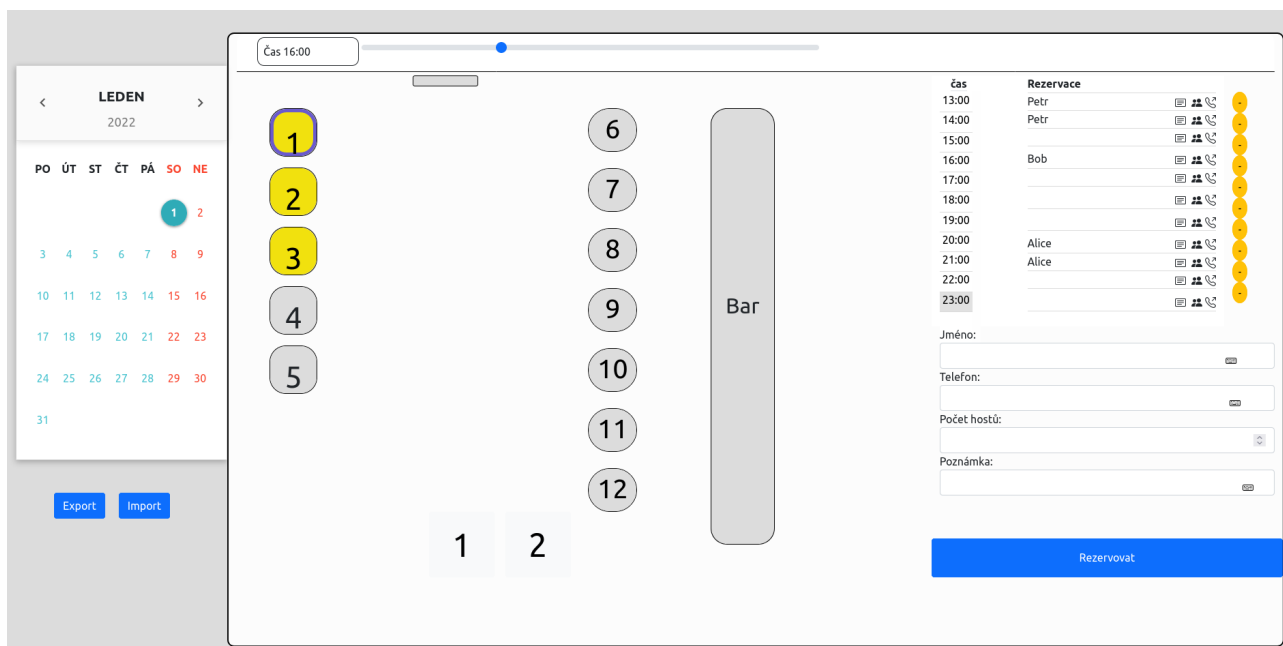 Čas 16:00
LEDEN
2022
PO ÚT ST ČT PÁ SO NE
1 2
3 4 5 6 7 8 9
10 11 12 13 14 15 16
17 18 19 20 21 22 23
24 25 26 27 28 29 30
31
Export Import
1
2
3
4
5
6
7
8
9
10
11
12
Bar
1 2
čas Rezervace
13:00 Petr -
14:00 Petr -
15:00 -
16:00 Bob -
17:00 -
18:00 -
19:00 -
20:00 Alice -
21:00 Alice -
22:00 -
23:00 -
Jméno:
Telefon:
Počet hostů:
Poznámka:
Rezervovat